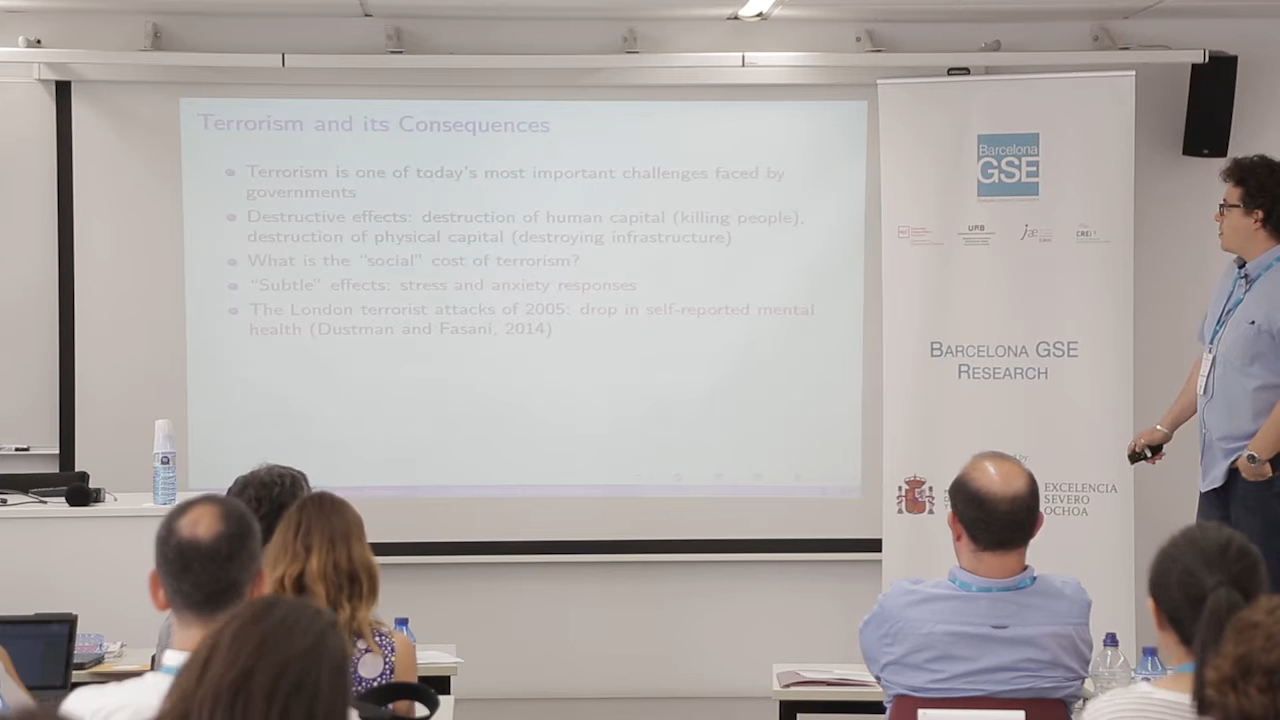 Terrorism and its Consequences
Terrorism is one of today's most important challenges faced by
governments
Destructive effects: destruction of human capital (killing people),
destruction of physical capital (destroying infrastructure)
What is the "social" cost of terrorism?
"Subtle" effects: stress and anxiety responses
The London terrorist attacks of 2005: drop in self-reported mental
health (Dustman and Fasani, 2014)
Barcelona
GSE
UPB
CREi
BARCELONA GSE
RESEARCH
by:
EXCELENCIA
SEVERO
OCHOA